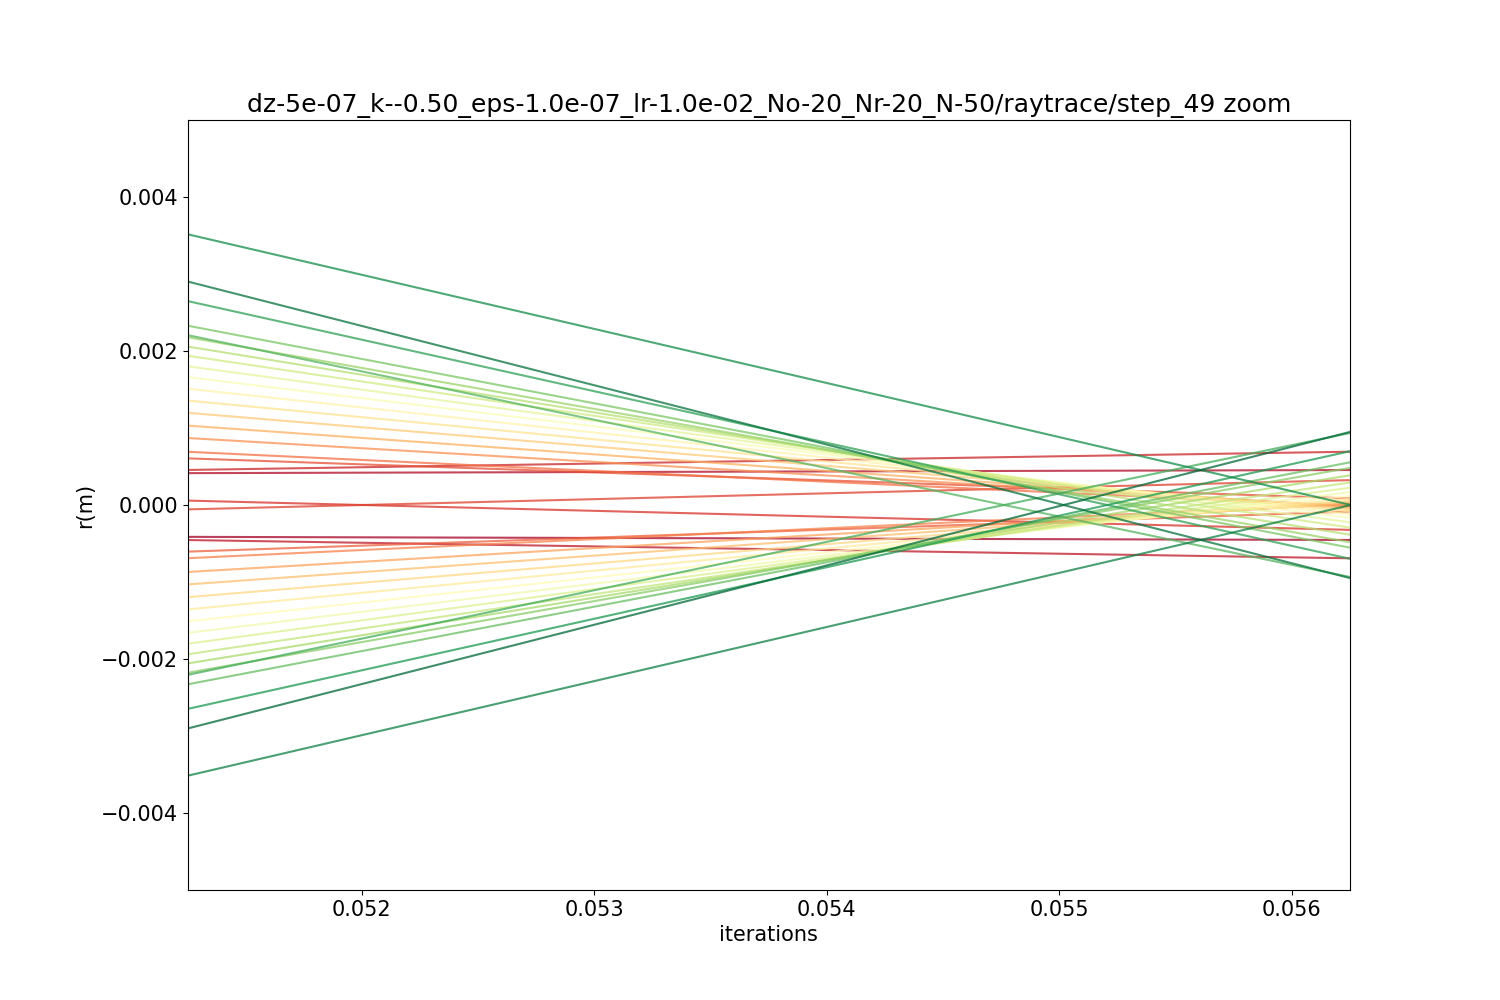 dz-5e-07_k--0.50_eps-1.0e-07_lr-1.0e-02_No-20_Nr-20_N-50/raytrace/step_49 zoom
0.004
0.002
0.000
−0.002
−0.004
r(m)
0.052 0.053 0.054 0.055 0.056
iterations